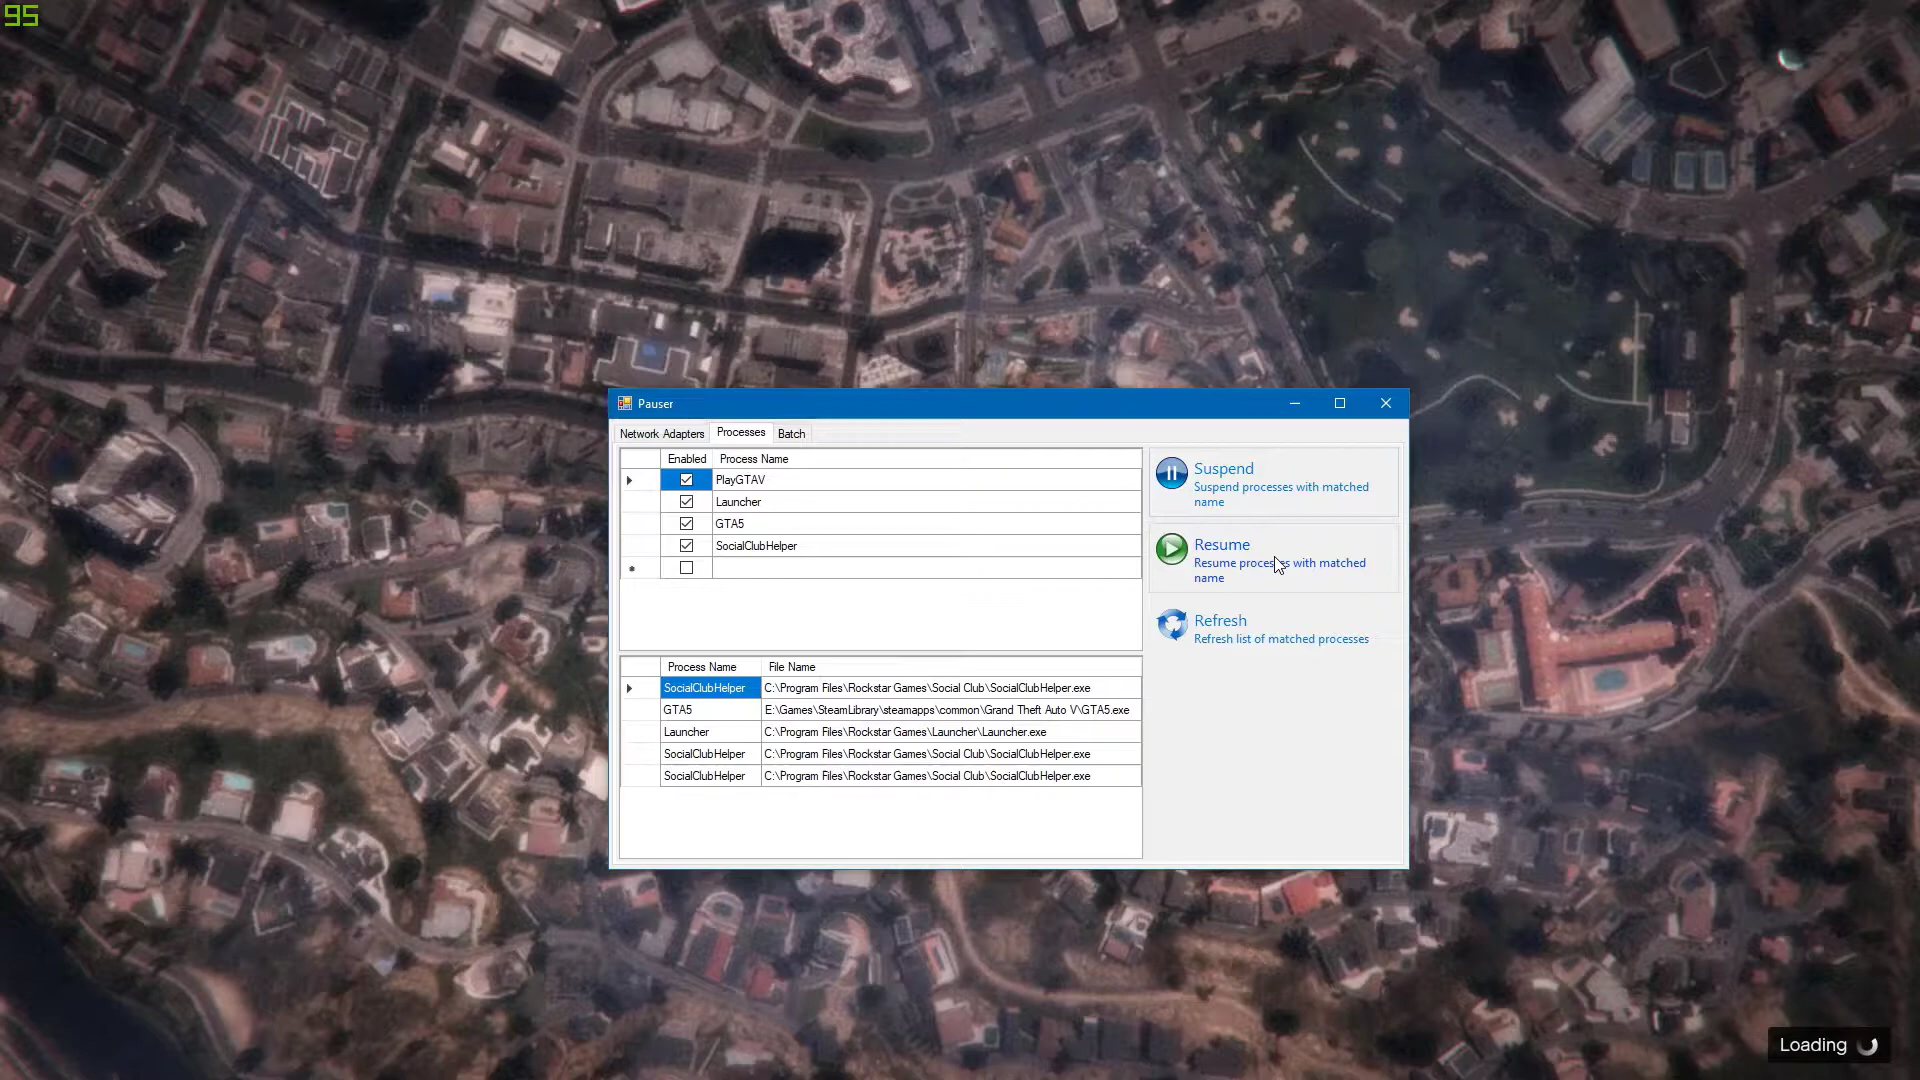 95
Pauser
Network Adapters Processes Batch
Enabled Process Name
PlayGTAV
Launcher
GTA5
SocialClubHelper
Suspend
Suspend processes with matched
name
Resume
Resume processes with matched
name
Refresh
Refresh list of matched processes
Process Name File Name
SocialClubHelper C:\Program Files\Rockstar Games\Social Club\SocialClubHelper.exe
GTA5 E:\Games\SteamLibrary\steamapps\common\Grand Theft Auto V\GTA5.exe
Launcher C:\Program Files\Rockstar Games\Launcher\Launcher.exe
SocialClubHelper C:\Program Files\Rockstar Games\Social Club\SocialClubHelper.exe
SocialClubHelper C:\Program Files\Rockstar Games\Social Club\SocialClubHelper.exe
Loading